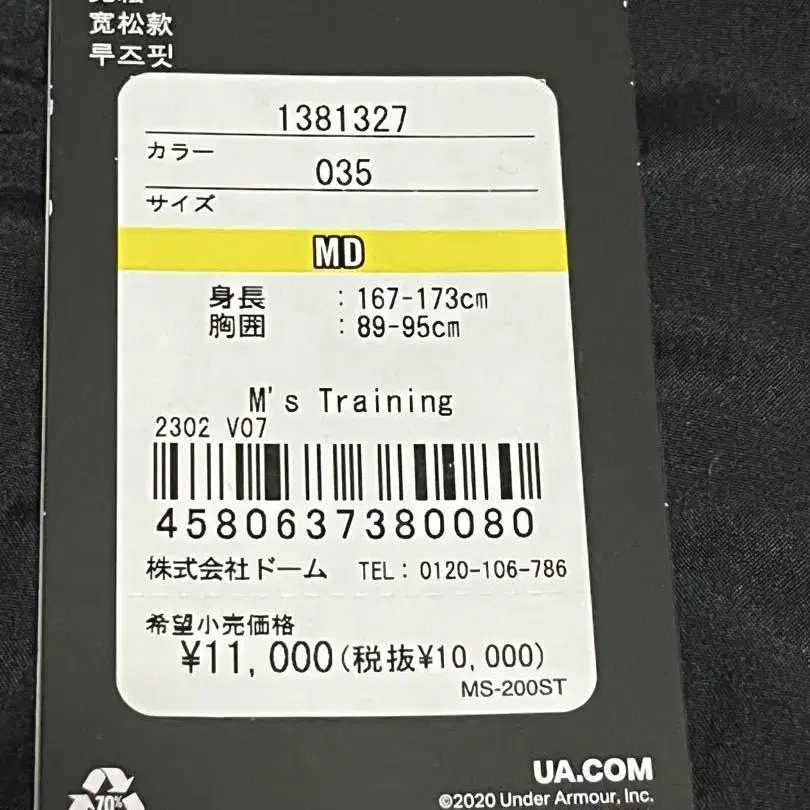 宽松款
루즈핏
1381327
カラー
035
サイズ
MD
身長 : 167-173cm
胸囲 : 89-95cm
M's Training
2302 V07
4580637380080
株式会社ドーム TEL: 0120-106-786
希望小売価格
¥11,000(税抜¥10,000)
MS-200ST
70%
UA.COM
©2020 Under Armour, Inc.